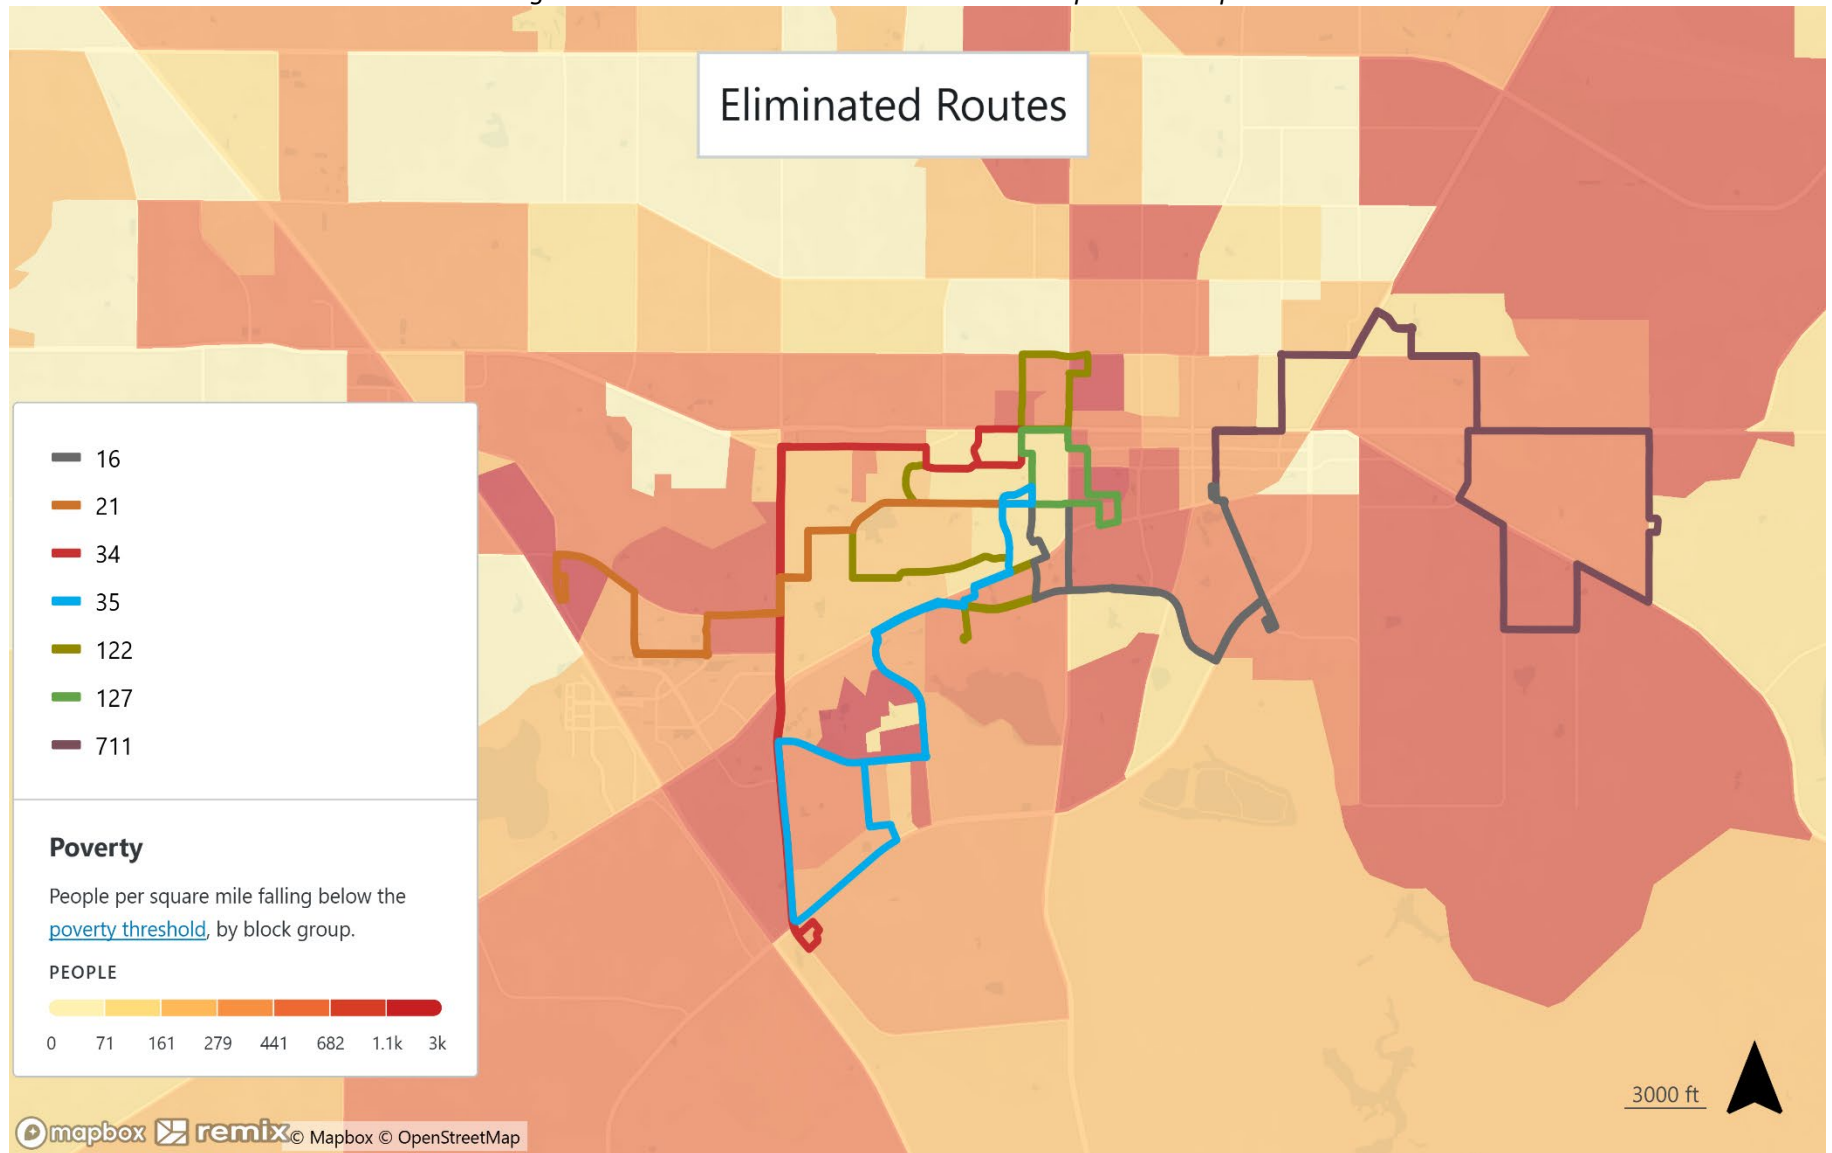 Eliminated Routes
16
21
34
35
122
127
711
Poverty
People per square mile falling below the
poverty threshold, by block group.
PEOPLE
0 71 161 279 441 682 1.1k 3k
3000 ft
mapbox remix © Mapbox © OpenStreetMap